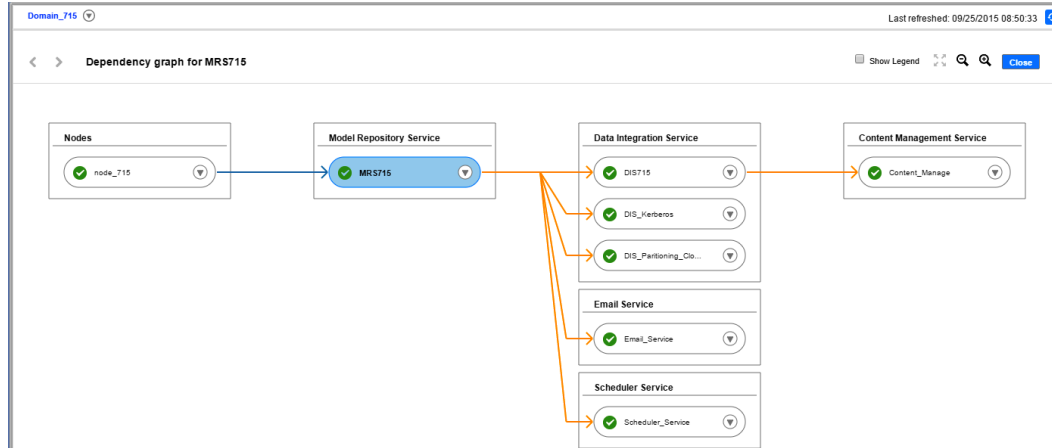 Domain_715
Last refreshed: 09/25/2015 08:50:33
Dependency graph for MRS715
Show Legend
Close
Nodes
node_715
Model Repository Service
MRS715
Data Integration Service
DIS715
DIS_Kerberos
DIS_Paritioning_Clo...
Email Service
Email_Service
Scheduler Service
Scheduler_Service
Content Management Service
Content_Manage